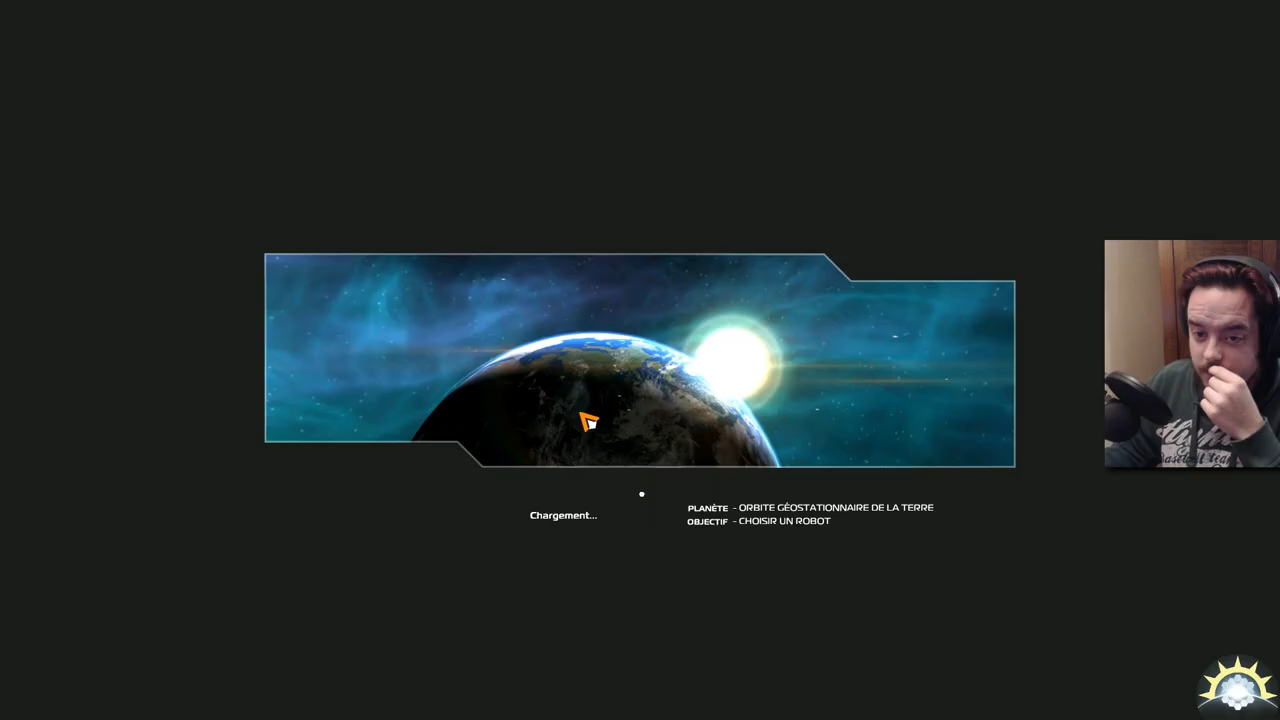 Chargement...
PLANÈTE - ORBITE GÉOSTATIONNAIRE DE LA TERRE
OBJECTIF - CHOISIR UN ROBOT